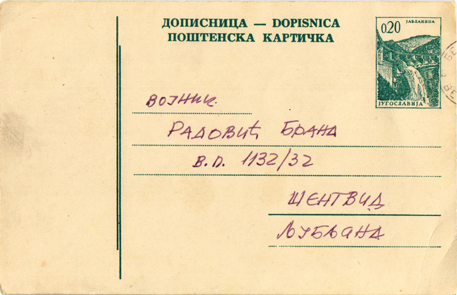 ДОПИСНИЦА — DOPISNICA
ПОШТЕНСКА КАРТИЧКА
ЈАБЛАНИЦА
0,20
ЈУГОСЛАВИЈА
ВОЈНИК
РАДОВИЋ БРАНА
В.П. 1132/32
ШЕНТВИД
ЉУБЉАНА